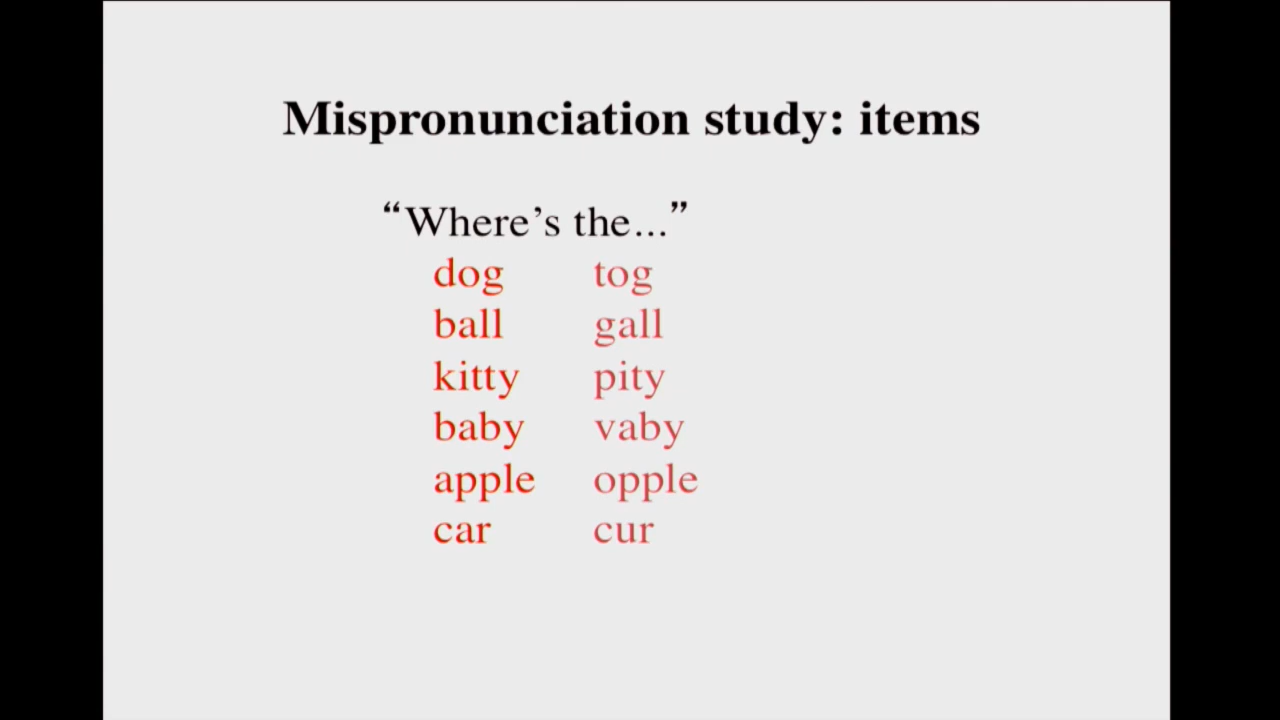 Mispronunciation study: items
“Where’s the...”
dog tog
ball gall
kitty pity
baby vaby
apple opple
car cur